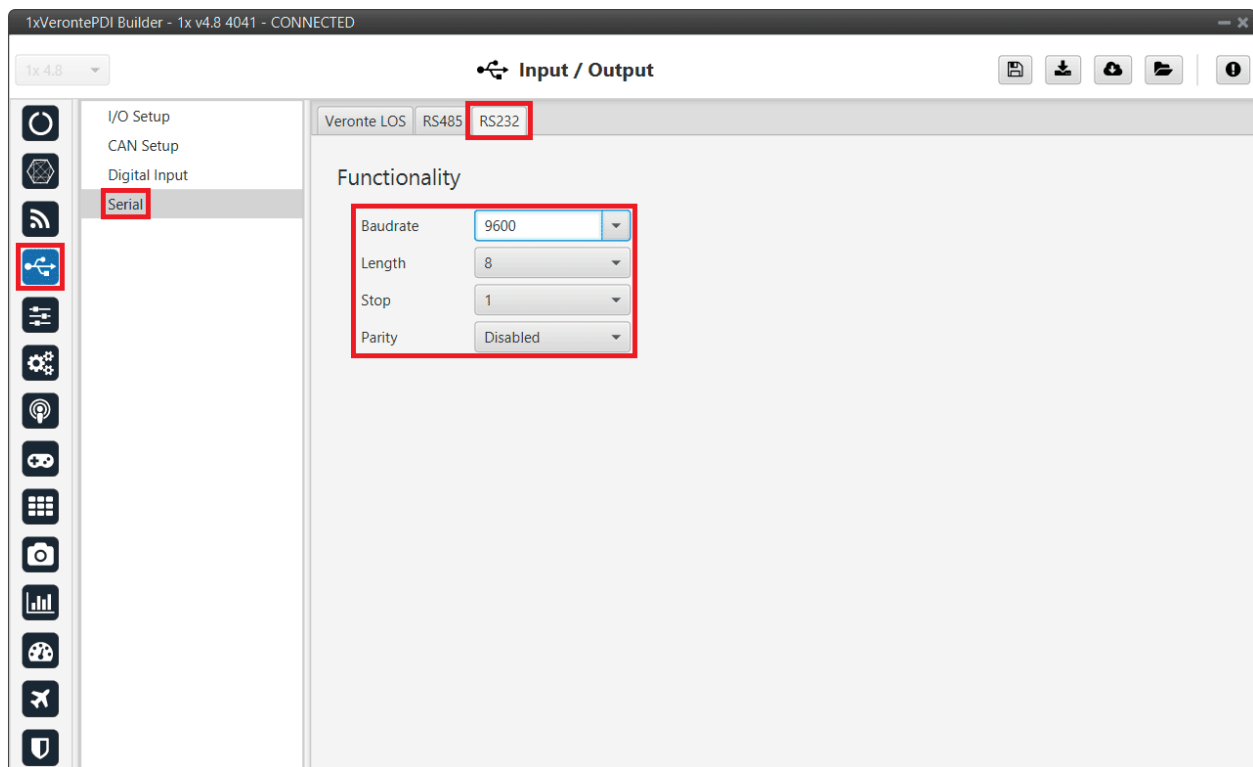 1xVerontePDI Builder - 1x v4.8 4041 - CONNECTED
1x 4.8
Input / Output
I/O Setup
CAN Setup
Digital Input
Serial
Veronte LOS RS485 RS232
Functionality
Baudrate 9600
Length 8
Stop 1
Parity Disabled